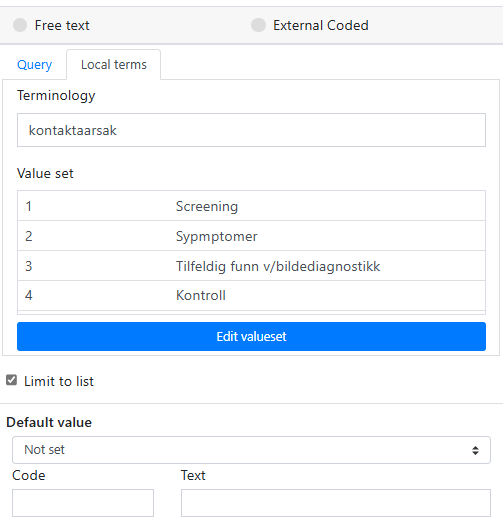 Free text External Coded
Query Local terms
Terminology
kontaktaarsak
Value set
1 Screening
2 Sypmptomer
3 Tilfeldig funn v/bildediagnostikk
4 Kontroll
Edit valueset
Limit to list
Default value
Not set
Code Text